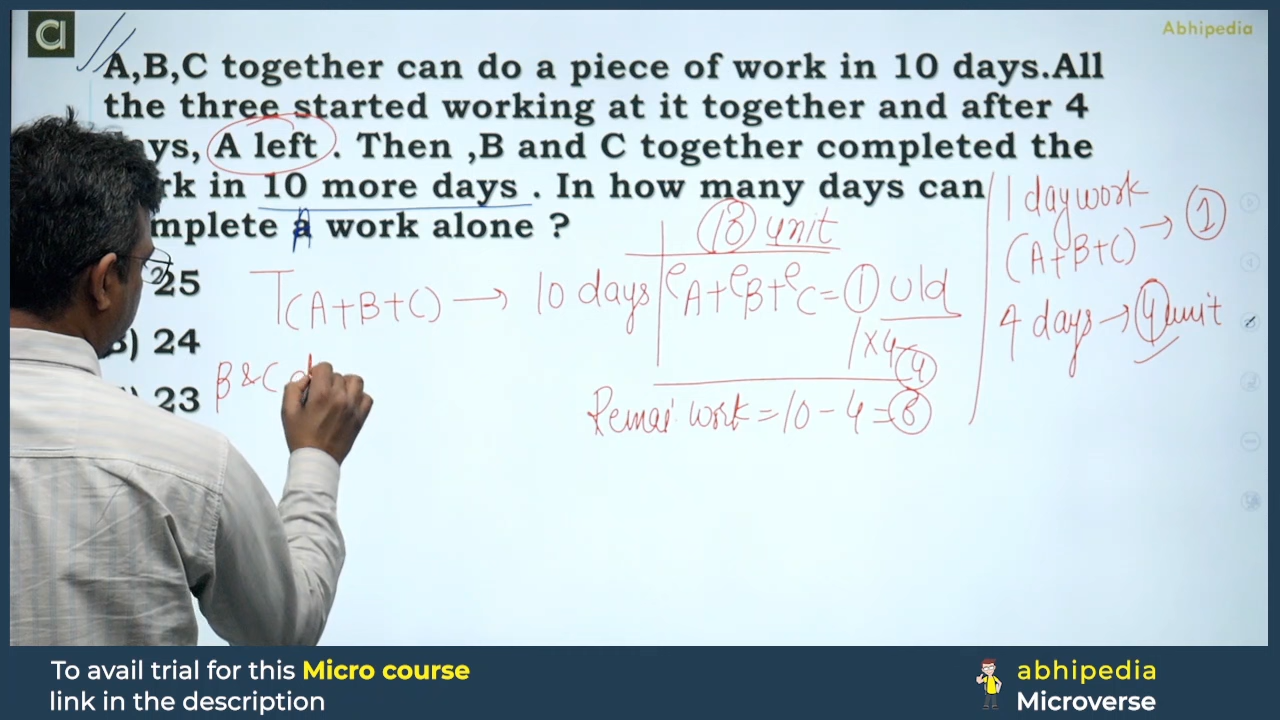 Abhipedia
A,B,C together can do a piece of work in 10 days.All
the three started working at it together and after 4
ys, A left . Then ,B and C together completed the
rk in 10 more days . In how many days can
mplete a work alone ?
25
) 24
) 23
A
T(A+B+C) → 10 days
10 unit
eA+eB+eC=1 U/d
1×4
4
Remai. work = 10 - 4 = 6
1 day work
(A+B+C) → 1
4 days → 4 unit
B & C
To avail trial for this Micro course
link in the description
abhipedia
Microverse